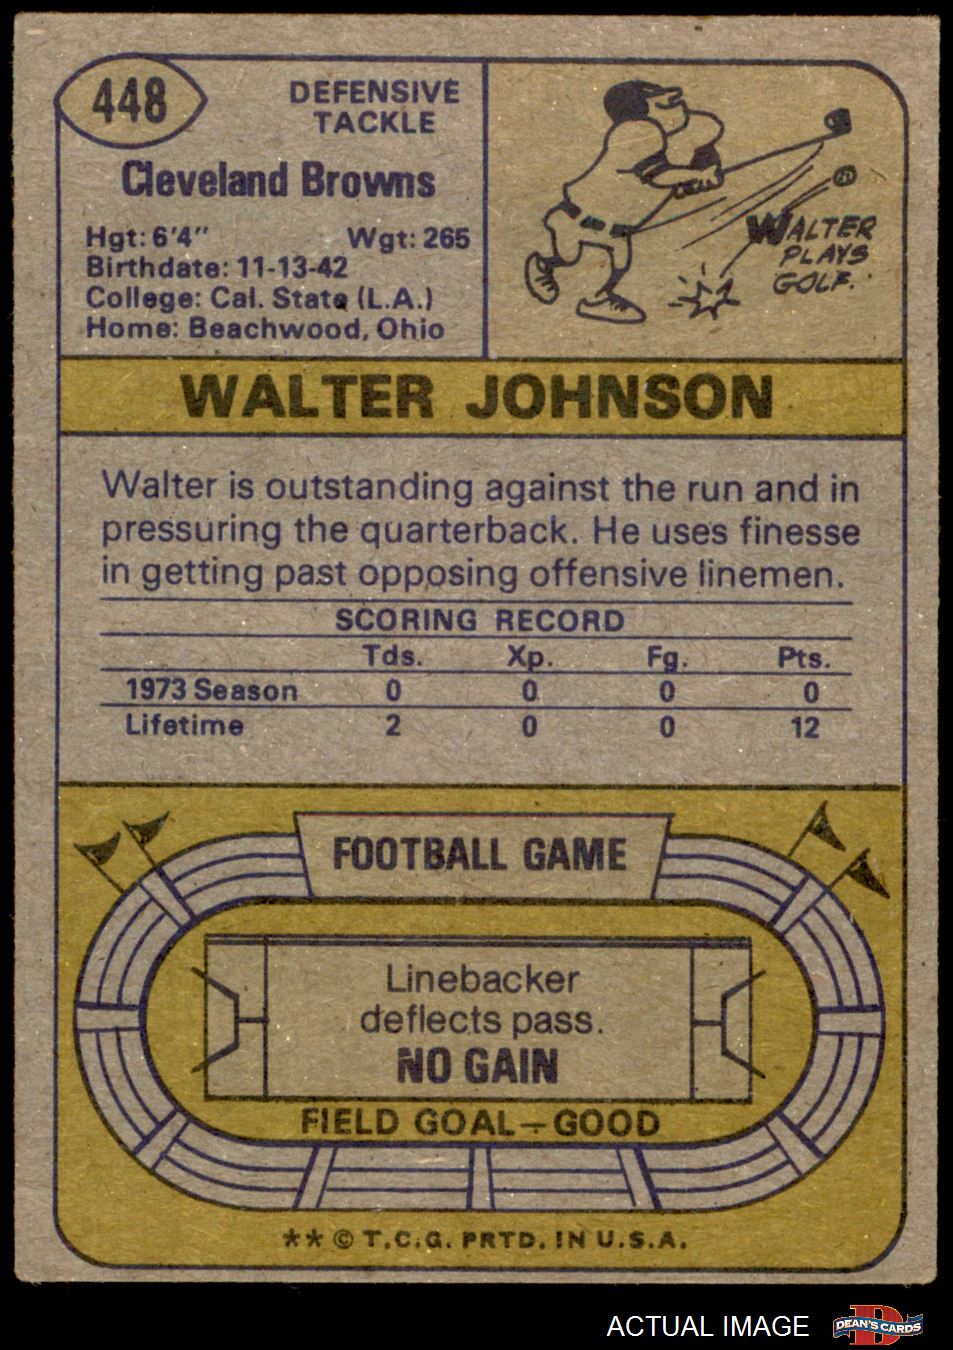 448
DEFENSIVE
TACKLE
Cleveland Browns
Hgt: 6'4" Wgt: 265
Birthdate: 11-13-42
College: Cal. State (L.A.)
Home: Beachwood, Ohio
WALTER
PLAYS
GOLF.
WALTER JOHNSON
Walter is outstanding against the run and in
pressuring the quarterback. He uses finesse
in getting past opposing offensive linemen.
SCORING RECORD
Tds. Xp. Fg. Pts.
1973 Season 0 0 0 0
Lifetime 2 0 0 12
FOOTBALL GAME
Linebacker
deflects pass.
NO GAIN
FIELD GOAL—GOOD
** © T.C.G. PRTD. IN U.S.A.
ACTUAL IMAGE
DEAN'S CARDS